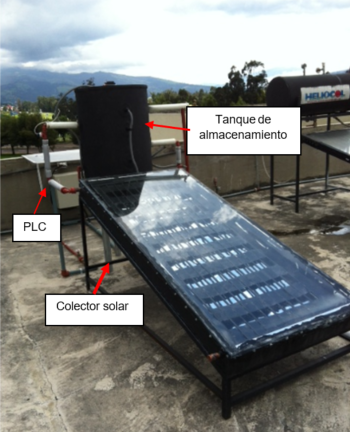 HELIOCOL
Tanque de
almacenamiento
PLC
Colector solar